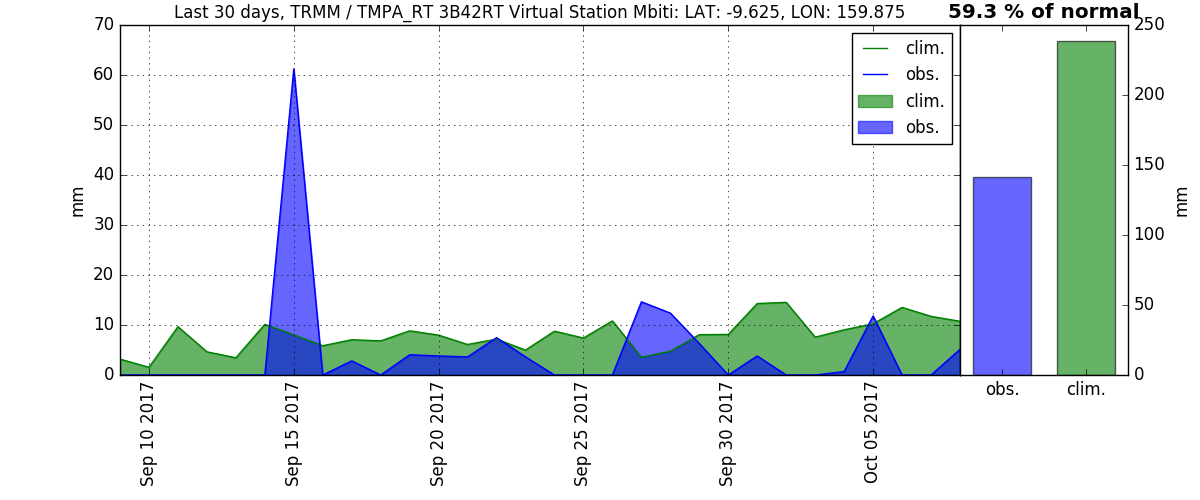 Last 30 days, TRMM / TMPA_RT 3B42RT Virtual Station Mbiti: LAT: -9.625, LON: 159.875
59.3 % of normal
70
60
50
40
30
20
10
0
mm
clim.
obs.
clim.
obs.
250
200
150
100
50
0
mm
Sep 10 2017
Sep 15 2017
Sep 20 2017
Sep 25 2017
Sep 30 2017
Oct 05 2017
obs.
clim.